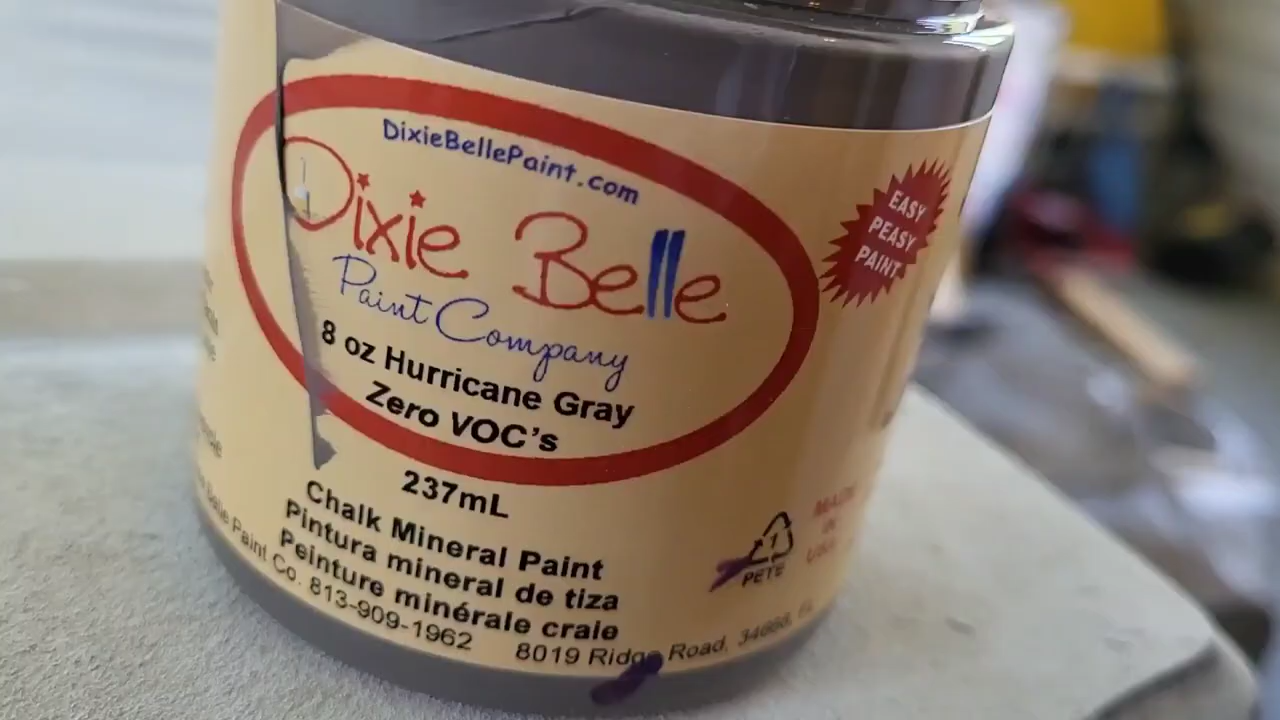 DixieBellePaint.com
Dixie Belle
Paint Company
8 oz Hurricane Gray
Zero VOC's
237mL
Chalk Mineral Paint
Pintura mineral de tiza
Peinture minérale craie
Belle Paint Co. 813-909-1962
8019 Ridge Road,
EASY
PEASY
PAINT
1
PETE
MADE
IN
USA